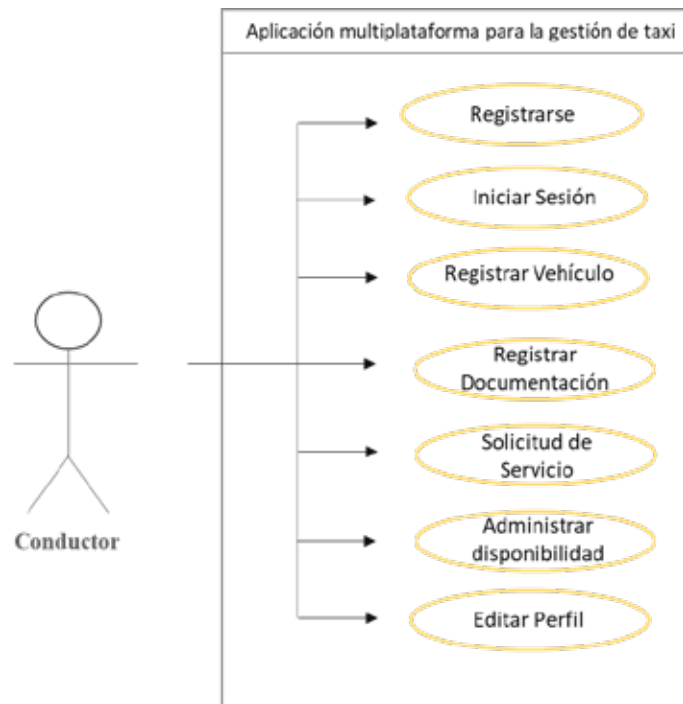 Aplicación multiplataforma para la gestión de taxi
Registrarse
Iniciar Sesión
Registrar Vehículo
Registrar
Documentación
Solicitud de
Servicio
Administrar
disponibilidad
Editar Perfil
Conductor